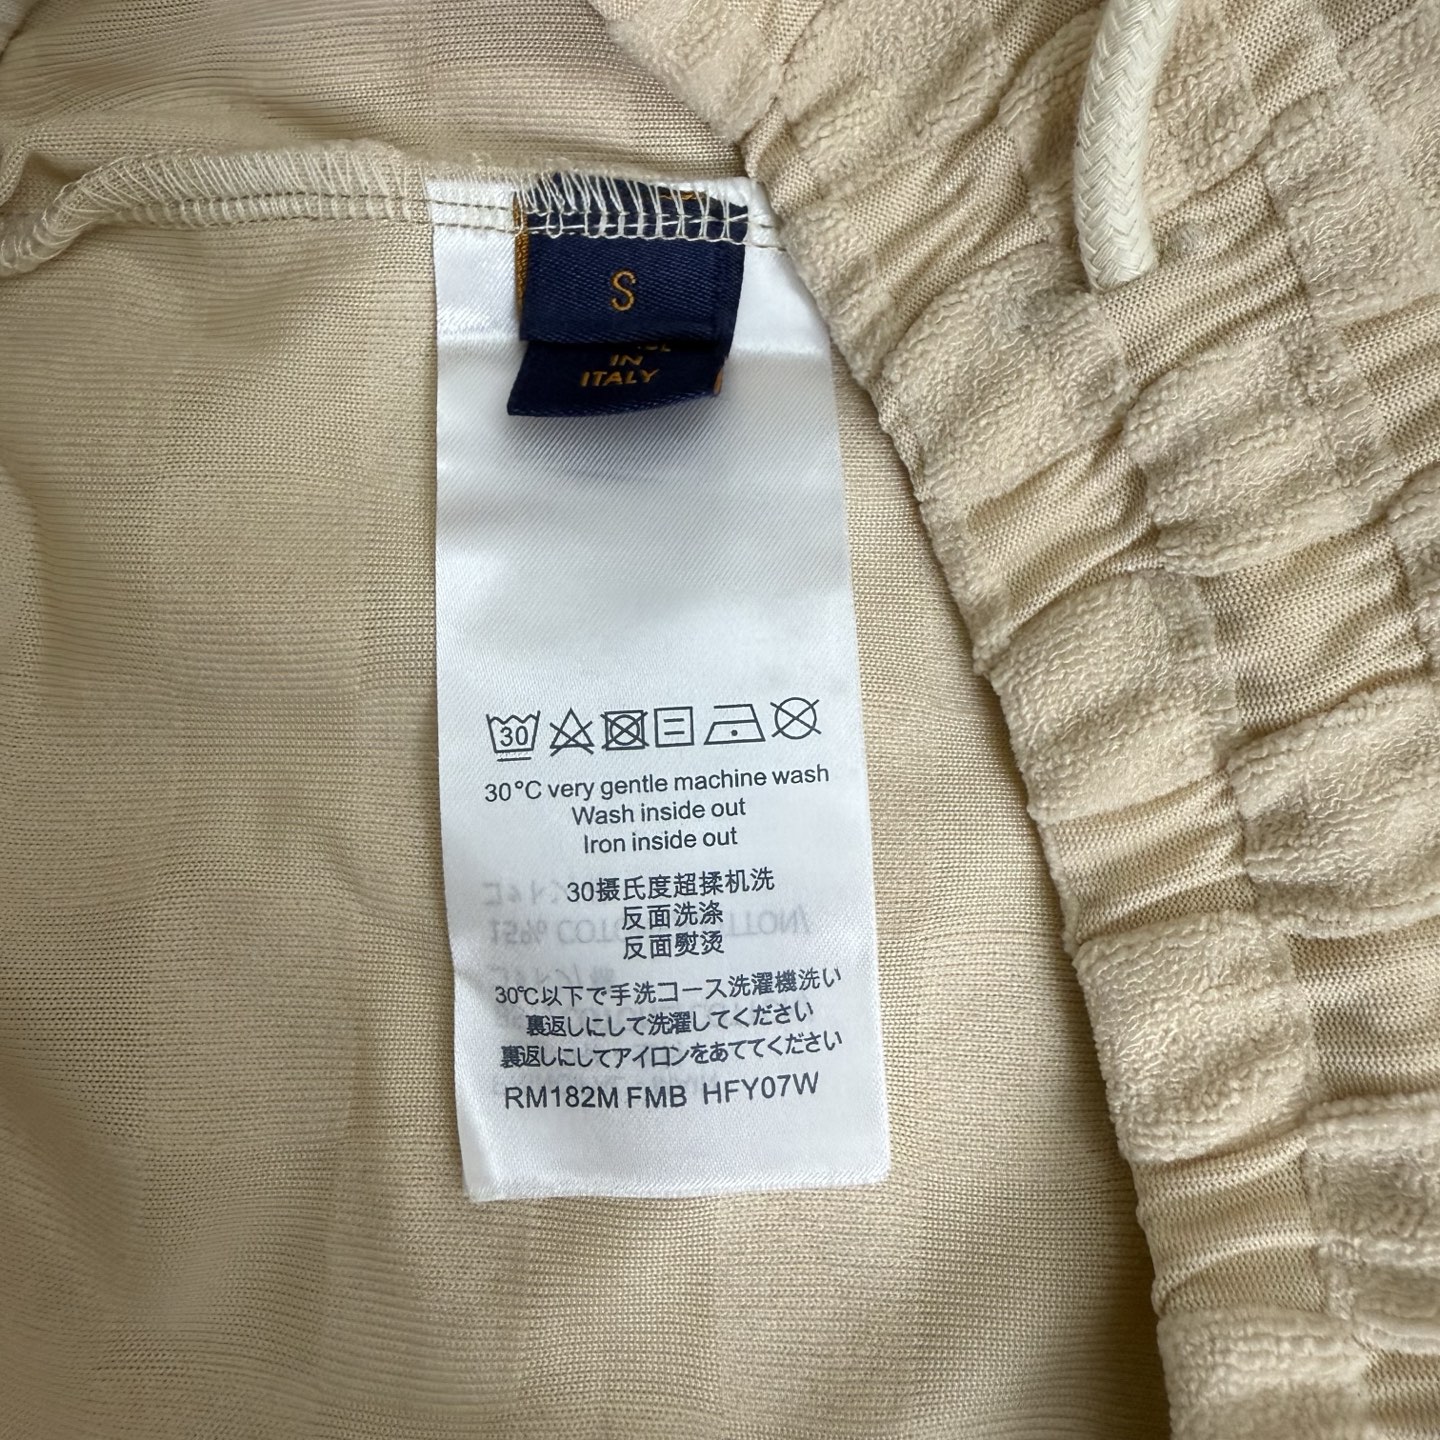 S
IN
ITALY
30
30°C very gentle machine wash
Wash inside out
Iron inside out
30摄氏度超揉机洗
反面洗涤
反面熨烫
30℃以下で手洗コース洗濯機洗い
裏返しにして洗濯してください
裏返しにしてアイロンをあててください
RM182M FMB HFY07W